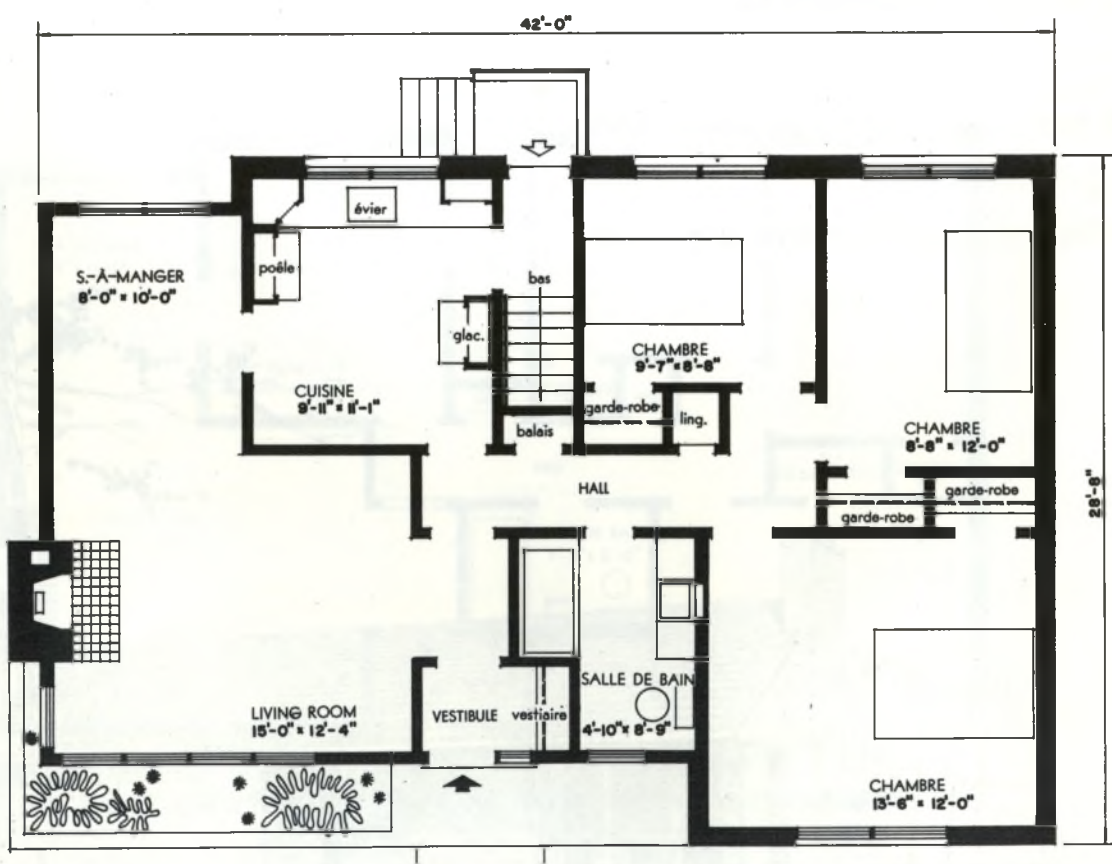 42'-0"
évier
S.-À-MANGER
8'-0" × 10'-0"
poêle
bas
glac.
CHAMBRE
9'-7" × 8'-8"
CUISINE
9'-11" × 11'-1"
garde-robe
ling.
balais
CHAMBRE
8'-8" × 12'-0"
HALL
garde-robe
garde-robe
28'-8"
SALLE DE BAIN
4'-10" × 8'-9"
LIVING ROOM
15'-0" × 12'-4"
VESTIBULE
vestiaire
CHAMBRE
13'-6" × 12'-0"